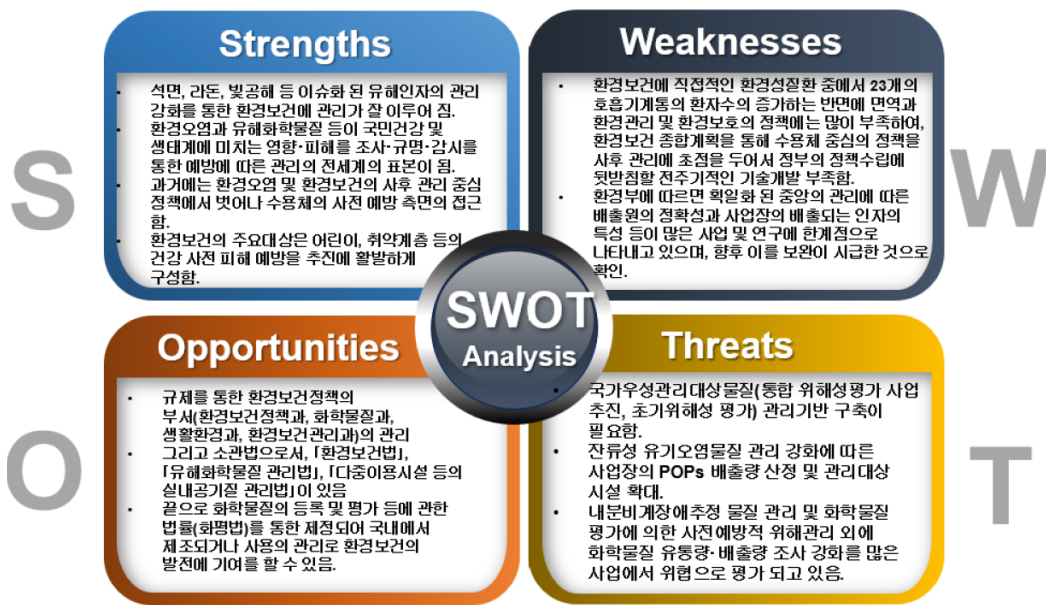 Strengths
석면, 라돈, 빛공해 등 이슈화 된 유해인자의 관리
강화를 통한 환경보건에 관리가 잘 이루어 짐.
환경오염과 유해화학물질 등이 국민건강 및
생태계에 미치는 영향·피해를 조사·규명·감시를
통한 예방에 따른 관리의 전세계의 표본이 됨.
과거에는 환경오염 및 환경보건의 사후 관리 중심
정책에서 벗어나 수용체의 사전 예방 측면의 접근
함.
환경보건의 주요대상은 어린이, 취약계층 등의
건강 사전 피해 예방을 추진에 활발하게
구성함.
S
Weaknesses
환경보건에 직접적인 환경성질환 중에서 23개의
호흡기계통의 환자수의 증가하는 반면에 면역과
환경관리 및 환경보호의 정책에는 많이 부족하여,
환경보건 종합계획을 통해 수용체 중심의 정책을
사후 관리에 초점을 두어서 정부의 정책수립에
뒷받침할 전주기적인 기술개발 부족함.
환경부에 따르면 획일화 된 중앙의 관리에 따른
배출원의 정확성과 사업장의 배출되는 인자의
특성 등이 많은 사업 및 연구에 한계점으로
나타내고 있으며, 향후 이를 보완이 시급한 것으로
확인.
W
SWOT
Analysis
Opportunities
규제를 통한 환경보건정책의
부서(환경보건정책과, 화학물질과,
생활환경과, 환경보건관리과)의 관리
그리고 소관법으로서, 「환경보건법」,
「유해화학물질 관리법」, 「다중이용시설 등의
실내공기질 관리법」이 있음
끝으로 화학물질의 등록 및 평가 등에 관한
법률(화평법)를 통한 제정되어 국내에서
제조되거나 사용의 관리로 환경보건의
발전에 기여를 할 수 있음.
O
Threats
국가우성관리대상물질(통합 위해성평가 사업
추진, 초기위해성 평가) 관리기반 구축이
필요함.
잔류성 유기오염물질 관리 강화에 따른
사업장의 POPs 배출량 산정 및 관리대상
시설 확대.
내분비계장애추정 물질 관리 및 화학물질
평가에 의한 사전예방적 위해관리 외에
화학물질 유통량·배출량 조사 강화를 많은
사업에서 위협으로 평가 되고 있음.
T